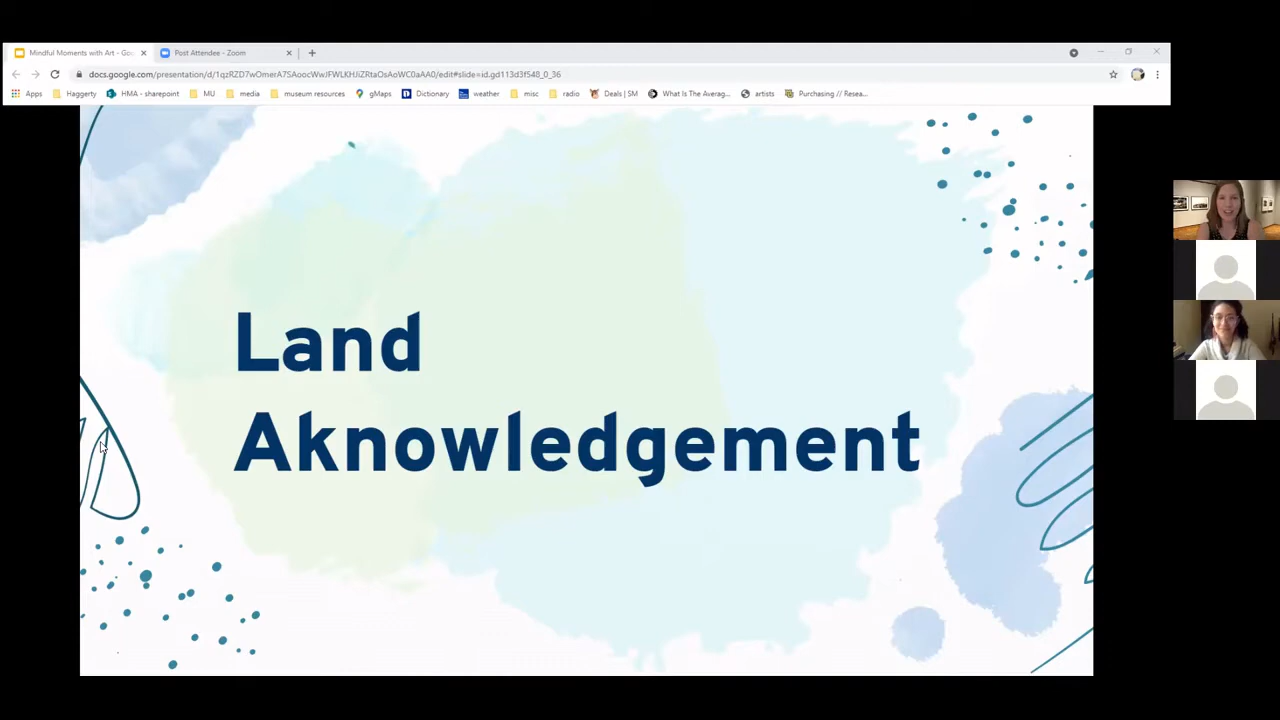 Mindful Moments with Art - Goo
Post Attendee - Zoom
docs.google.com/presentation/d/1qzRZD7wOmerA7SAoocWwJFWLKHJiZRtaOsAoWC0aAA0/edit#slide=id.gd113d3f548_0_36
Apps Haggerty HMA - sharepoint MU media museum resources gMaps Dictionary weather misc radio Deals | SM What Is The Averag... artists Purchasing // Resea...
Land
Aknowledgement